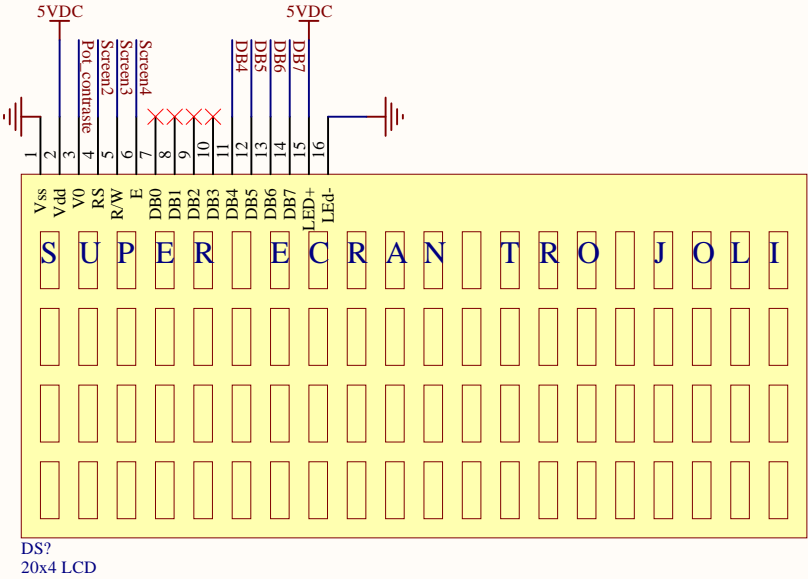 5VDC
5VDC
Pot_contraste
Screen2
Screen3
Screen4
DB4
DB5
DB6
DB7
1
2
3
4
5
6
7
8
9
10
11
12
13
14
15
16
Vss
Vdd
V0
RS
R/W
E
DB0
DB1
DB2
DB3
DB4
DB5
DB6
DB7
LED+
LEd-
SUPER ECRAN TRO JOLI
DS?
20x4 LCD